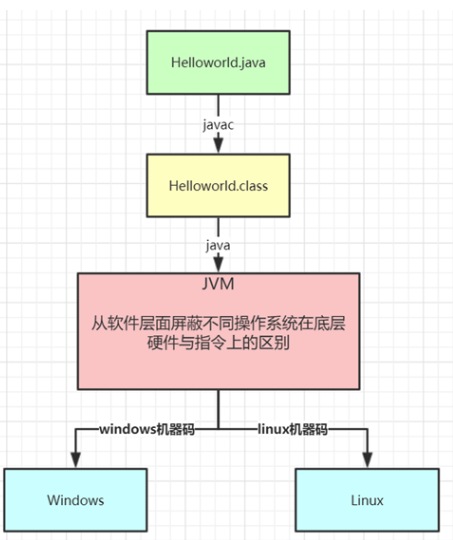 Helloworld.java
javac
Helloworld.class
java
JVM
从软件层面屏蔽不同操作系统在底层
硬件与指令上的区别
windows机器码
linux机器码
Windows
Linux